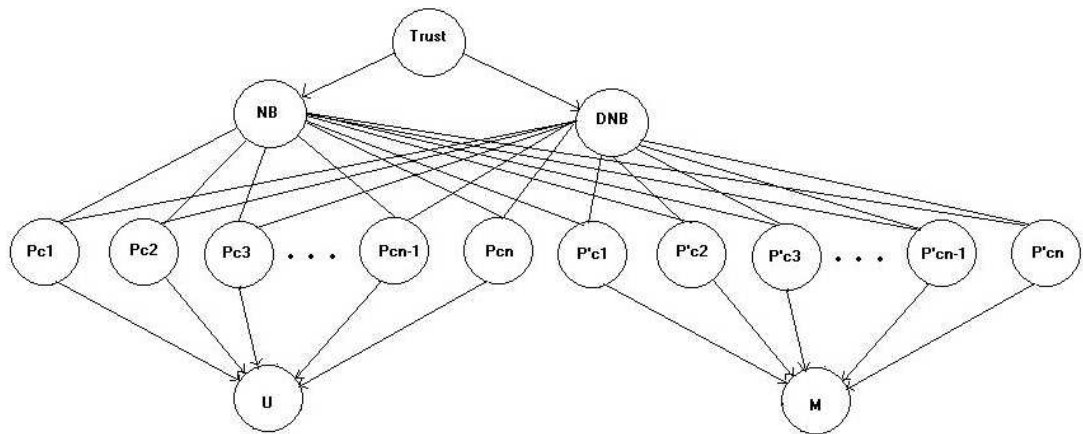 Trust
NB
DNB
Pc1 Pc2 Pc3 . . . Pcn-1 Pcn P'c1 P'c2 P'c3 . . . P'cn-1 P'cn
U
M